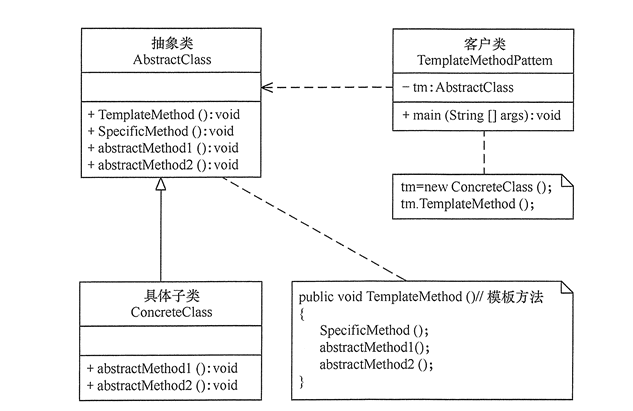 抽象类
AbstractClass
+ TemplateMethod ():void
+ SpecificMethod ():void
+ abstractMethod1 ():void
+ abstractMethod2 ():void
客户类
TemplateMethodPattem
− tm:AbstractClass
+ main (String [] args):void
tm=new ConcreteClass ();
tm.TemplateMethod ();
具体子类
ConcreteClass
+ abstractMethod1 ():void
+ abstractMethod2 ():void
public void TemplateMethod ()// 模板方法
{
SpecificMethod ();
abstractMethod1();
abstractMethod2 ();
}